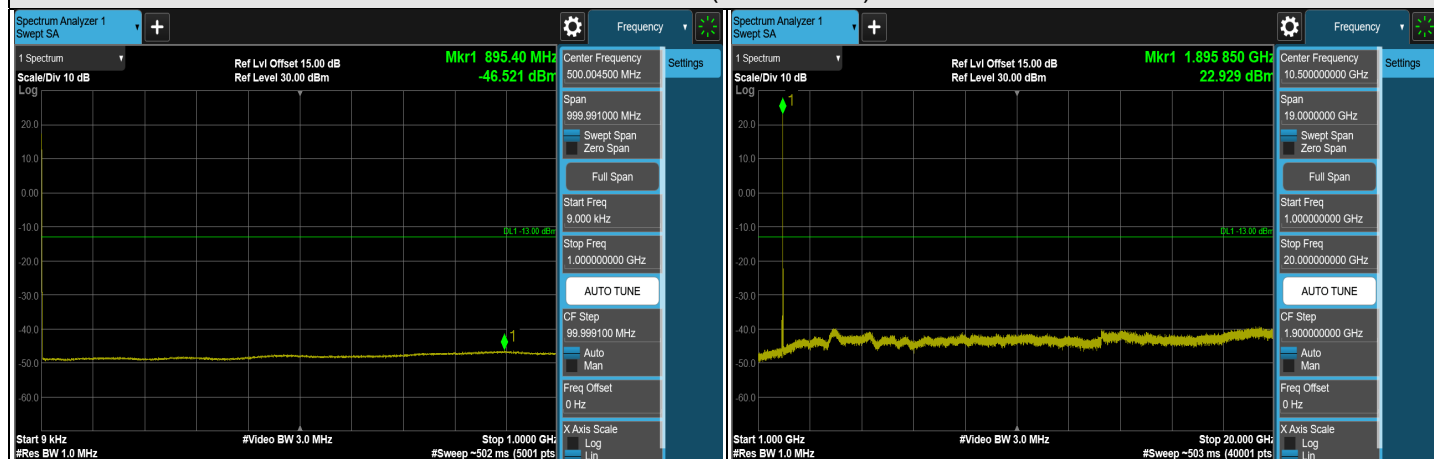 Spectrum Analyzer 1
Swept SA
+
Frequency
1 Spectrum
Scale/Div 10 dB
Log
Ref Lvl Offset 15.00 dB
Ref Level 30.00 dBm
Mkr1 895.40 MHz
-46.521 dBm
1
20.0
10.0
0.00
-10.0
-20.0
-30.0
-40.0
-50.0
-60.0
DL1 -13.00 dBm
Start 9 kHz
#Res BW 1.0 MHz
#Video BW 3.0 MHz
Stop 1.0000 GHz
#Sweep ~502 ms (5001 pts)
Center Frequency
500.004500 MHz
Span
999.991000 MHz
Swept Span
Zero Span
Full Span
Start Freq
9.000 kHz
Stop Freq
1.000000000 GHz
AUTO TUNE
CF Step
99.999100 MHz
Auto
Man
Freq Offset
0 Hz
X Axis Scale
Log
Lin
Settings
Spectrum Analyzer 1
Swept SA
+
Frequency
1 Spectrum
Scale/Div 10 dB
Log
Ref Lvl Offset 15.00 dB
Ref Level 30.00 dBm
Mkr1 1.895 850 GHz
22.929 dBm
1
20.0
10.0
0.00
-10.0
-20.0
-30.0
-40.0
-50.0
-60.0
DL1 -13.00 dBm
Start 1.000 GHz
#Res BW 1.0 MHz
#Video BW 3.0 MHz
Stop 20.000 GHz
#Sweep ~503 ms (40001 pts)
Center Frequency
10.500000000 GHz
Span
19.0000000 GHz
Swept Span
Zero Span
Full Span
Start Freq
1.000000000 GHz
Stop Freq
20.000000000 GHz
AUTO TUNE
CF Step
1.900000000 GHz
Auto
Man
Freq Offset
0 Hz
X Axis Scale
Log
Lin
Settings